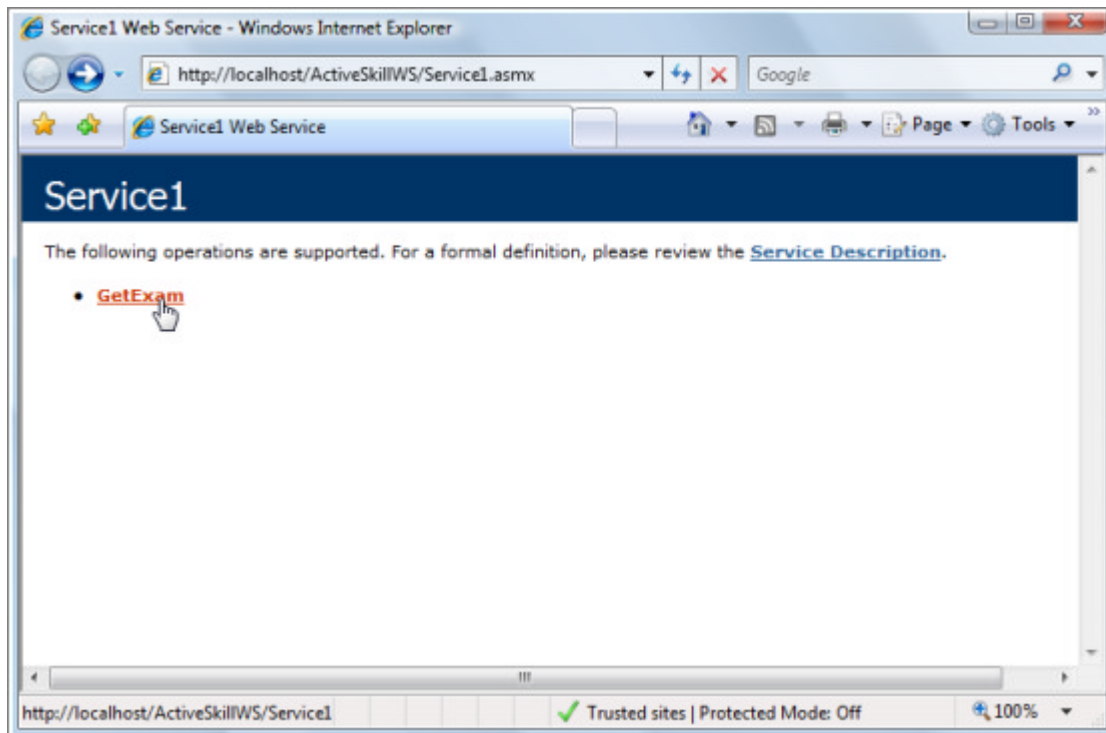 Service1 Web Service - Windows Internet Explorer
http://localhost/ActiveSkillWS/Service1.asmx Google
Service1 Web Service Page Tools
Service1
The following operations are supported. For a formal definition, please review the Service Description.
• GetExam
http://localhost/ActiveSkillWS/Service1 Trusted sites | Protected Mode: Off 100%